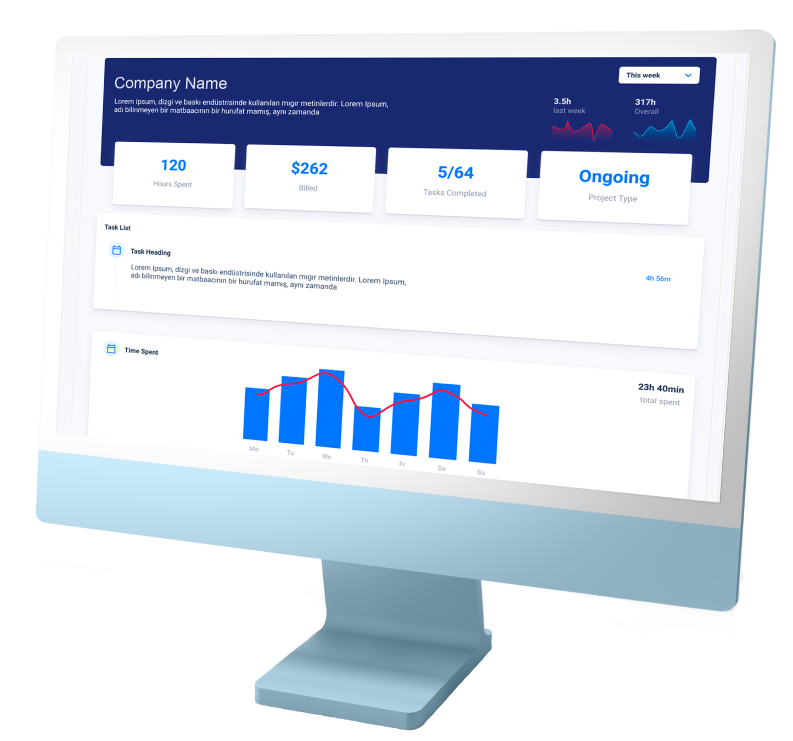 Company Name
Lorem Ipsum, dizgi ve baskı endüstrisinde kullanılan mıgır metinlerdir. Lorem Ipsum,
adı bilinmeyen bir matbaacının bir hurufat mamış, aynı zamanda
This week
3.5h
last week
317h
Overall
120
Hours Spent
$262
Billed
5/64
Tasks Completed
Ongoing
Project Type
Task List
Task Heading
Lorem Ipsum, dizgi ve baskı endüstrisinde kullanılan mıgır metinlerdir. Lorem Ipsum,
adı bilinmeyen bir matbaacının bir hurufat mamış, aynı zamanda
4h 56m
Time Spent
23h 40min
total spent
Mo Tu We Th Fr Sa Su